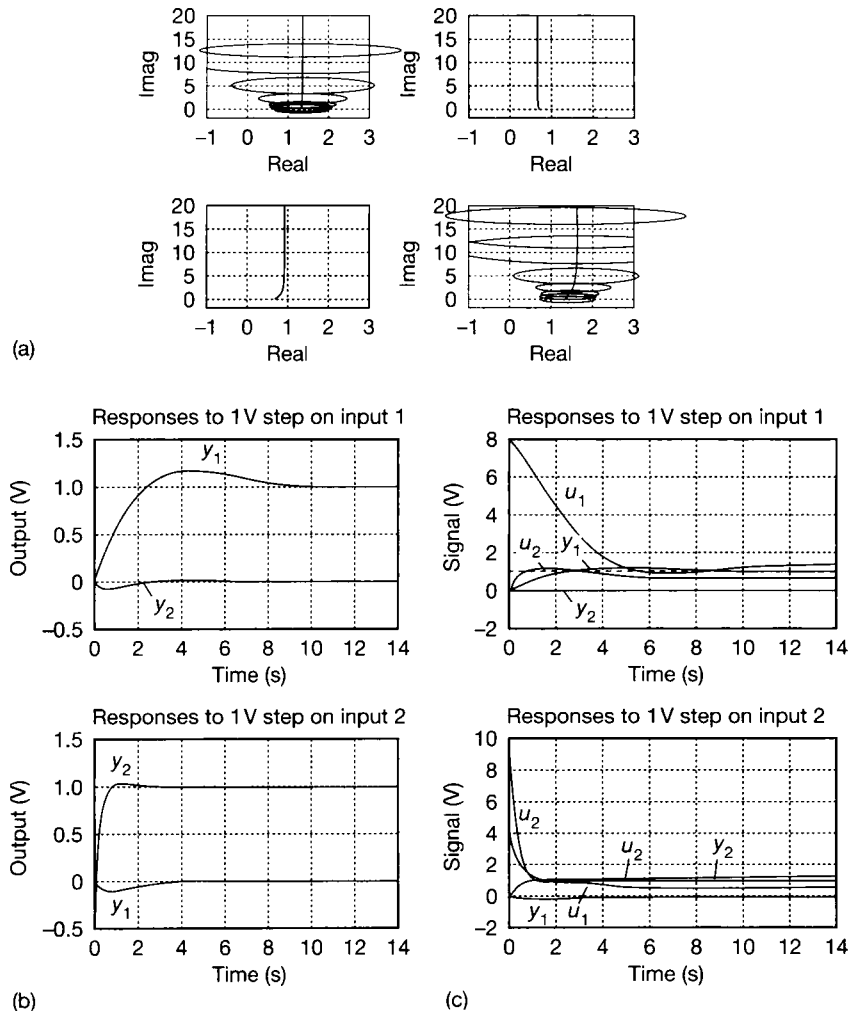 20
15
10
5
0
Imag
−1 0 1 2 3
Real
20
15
10
5
0
Imag
−1 0 1 2 3
Real
20
15
10
5
0
Imag
−1 0 1 2 3
Real
20
15
10
5
0
Imag
−1 0 1 2 3
Real
(a)
Responses to 1 V step on input 1
1.5
1.0
0.5
0
−0.5
Output (V)
y1
y2
0 2 4 6 8 10 12 14
Time (s)
Responses to 1 V step on input 2
1.5
1.0
0.5
0
−0.5
Output (V)
y2
y1
0 2 4 6 8 10 12 14
Time (s)
(b)
Responses to 1 V step on input 1
8
6
4
2
0
−2
Signal (V)
u1
u2
y1
y2
0 2 4 6 8 10 12 14
Time (s)
Responses to 1 V step on input 2
10
8
6
4
2
0
−2
Signal (V)
u2
u2
y2
y1
u1
0 2 4 6 8 10 12 14
Time (s)
(c)